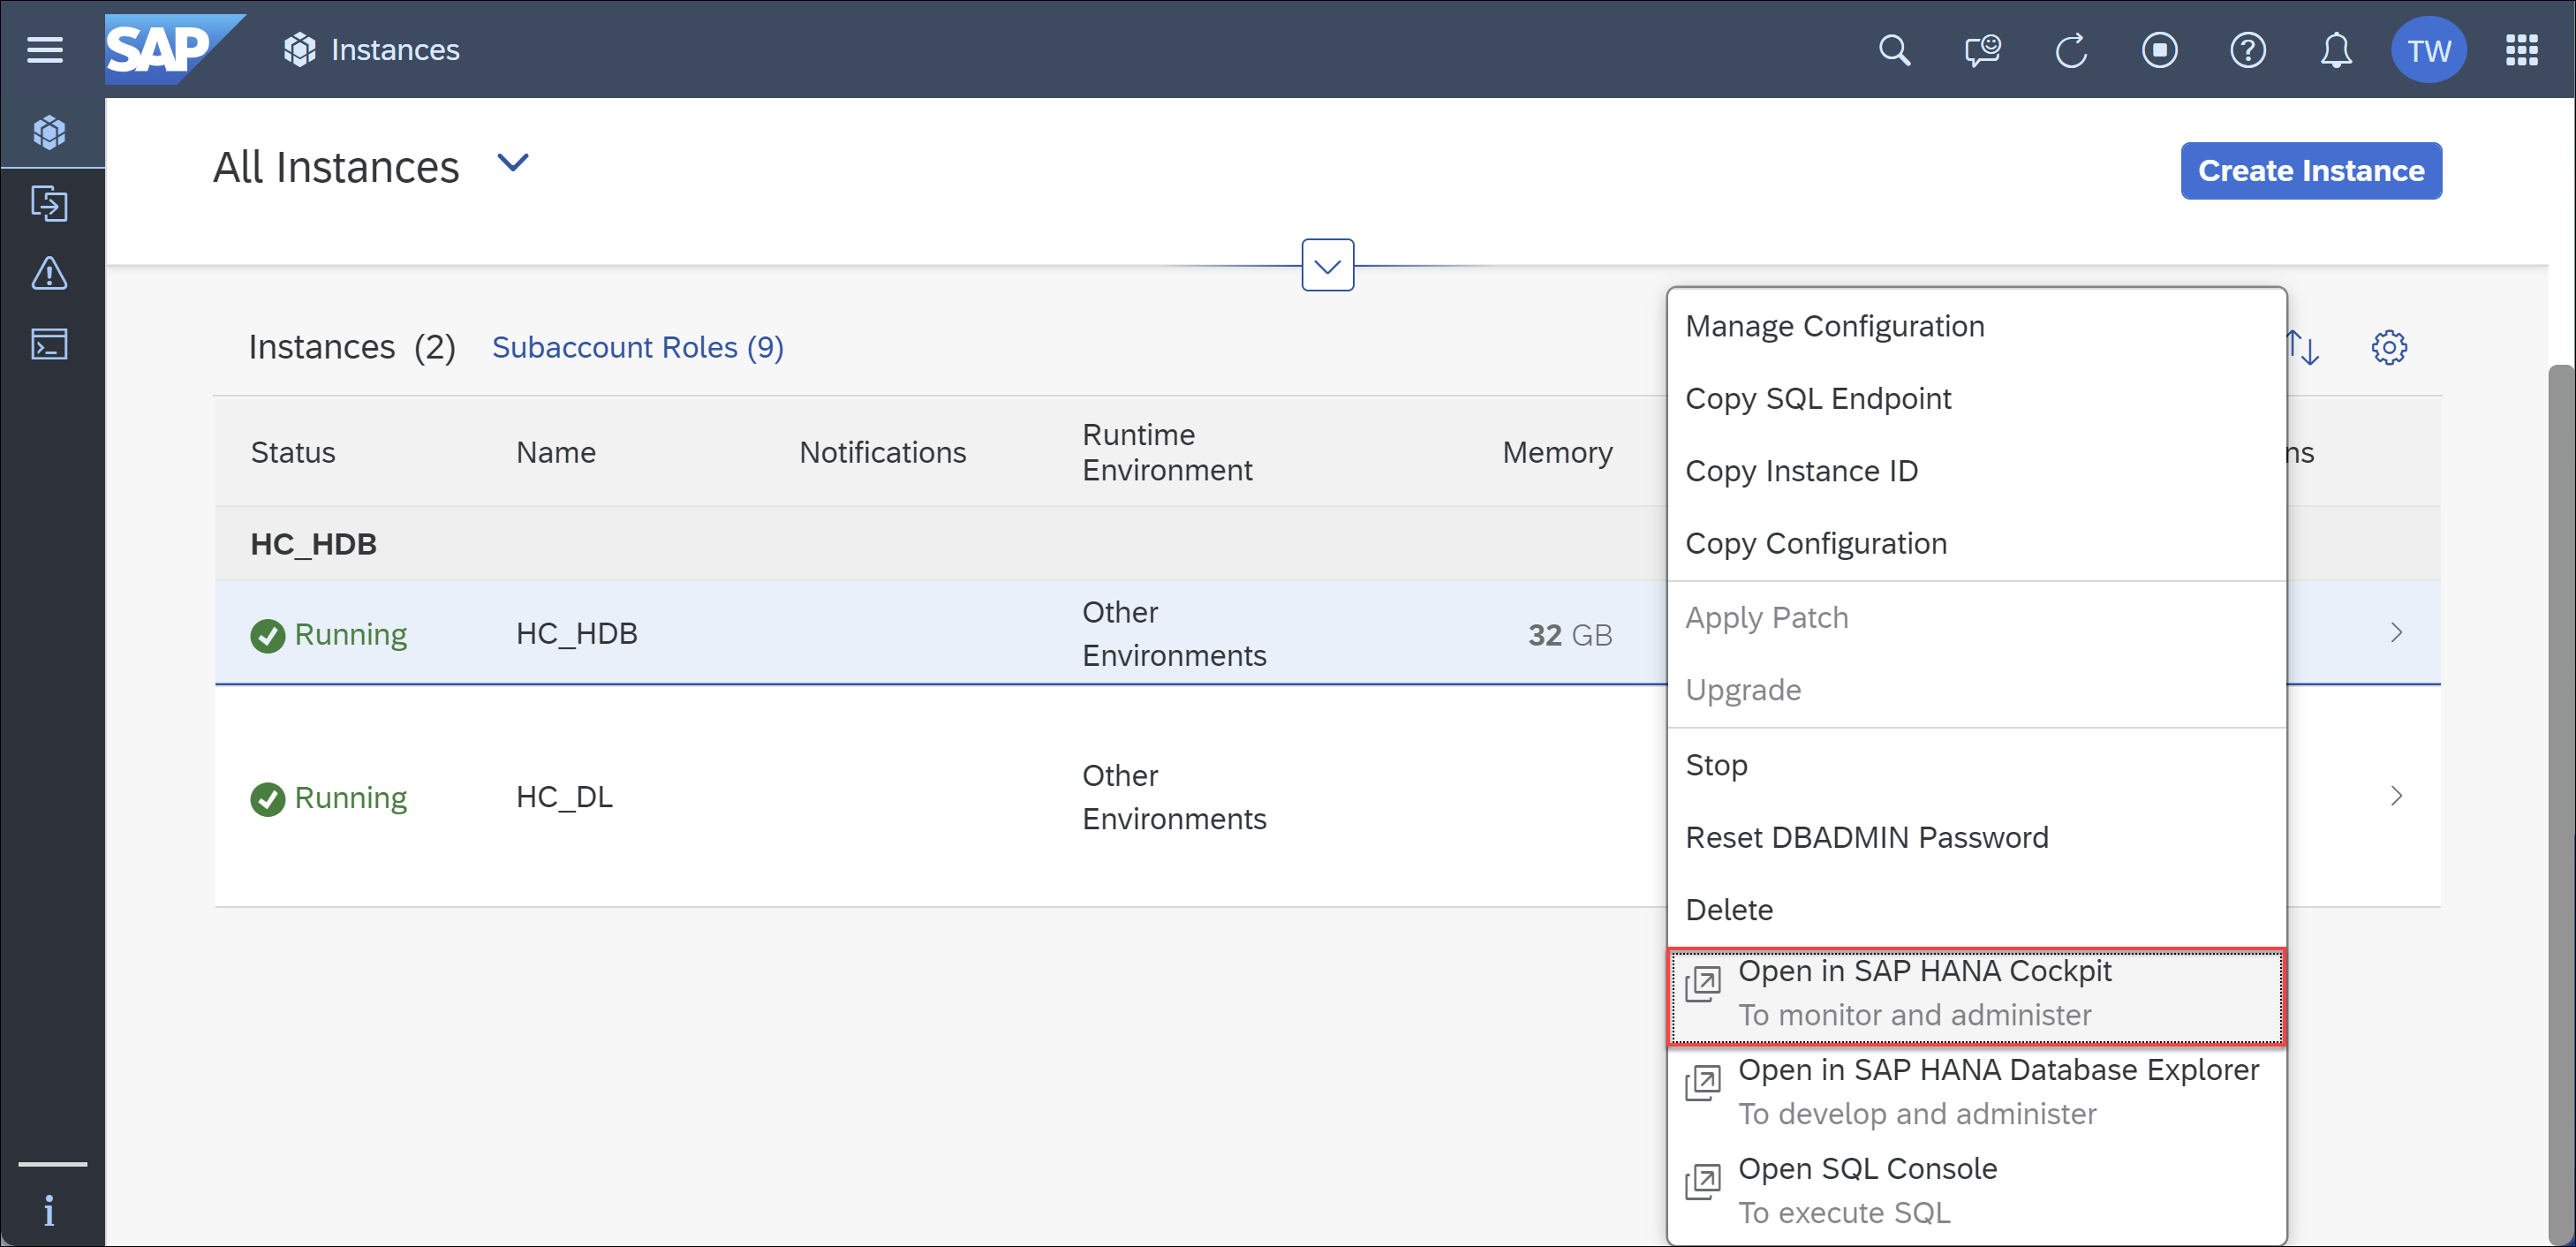 SAP
Instances
TW
All Instances
Create Instance
Instances (2)
Subaccount Roles (9)
Status
Name
Notifications
Runtime
Environment
Memory
ns
HC_HDB
Running
HC_HDB
Other
Environments
32 GB
Running
HC_DL
Other
Environments
Manage Configuration
Copy SQL Endpoint
Copy Instance ID
Copy Configuration
Apply Patch
Upgrade
Stop
Reset DBADMIN Password
Delete
Open in SAP HANA Cockpit
To monitor and administer
Open in SAP HANA Database Explorer
To develop and administer
Open SQL Console
To execute SQL